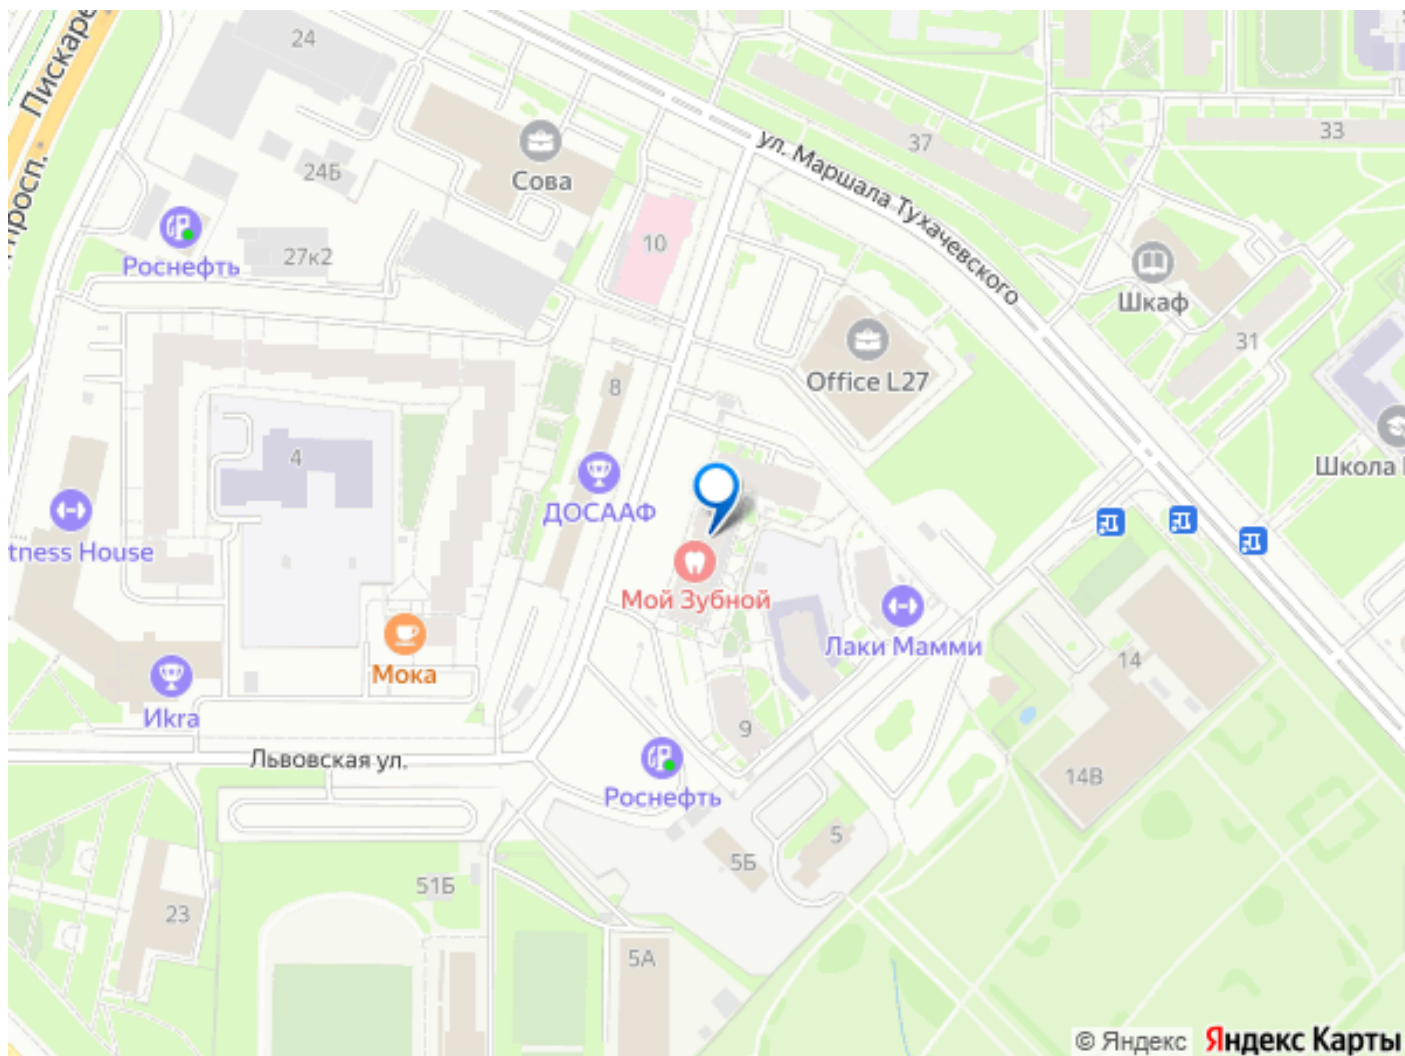 24
Пискаре
просп.
37
33
ул. Маршала Тухачевского
Сова
24Б
10
Роснефть
27к2
Шкаф
31
Office L27
8
4
Школа
ДОСААФ
tness House
Мой Зубной
Лаки Мамми
Мока
14
Иkra
9
Львовская ул.
Роснефть
14В
5
5Б
51Б
23
5А
© Яндекс Яндекс Карты